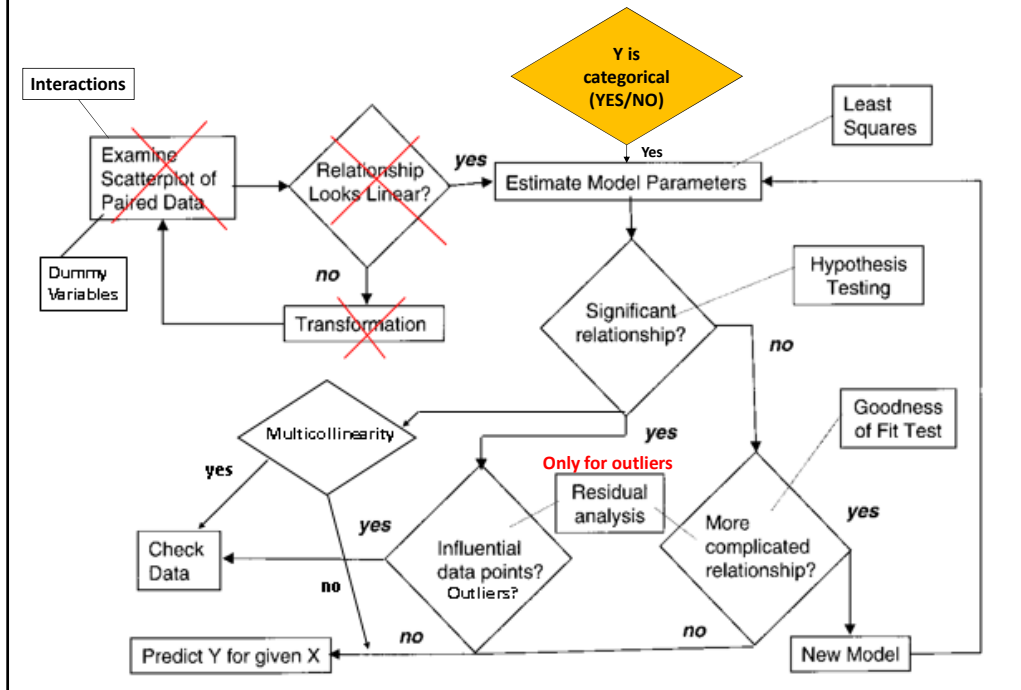 Y is
categorical
(YES/NO)
Interactions
Least
Squares
Yes
Examine
Scatterplot of
Paired Data
Relationship
Looks Linear?
yes
Estimate Model Parameters
no
Dummy
Variables
Transformation
Hypothesis
Testing
Significant
relationship?
no
Goodness
of Fit Test
Multicollinearity
yes
yes
Only for outliers
Residual
analysis
yes
yes
Check
Data
Influential
data points?
Outliers?
More
complicated
relationship?
no
no
no
Predict Y for given X
New Model